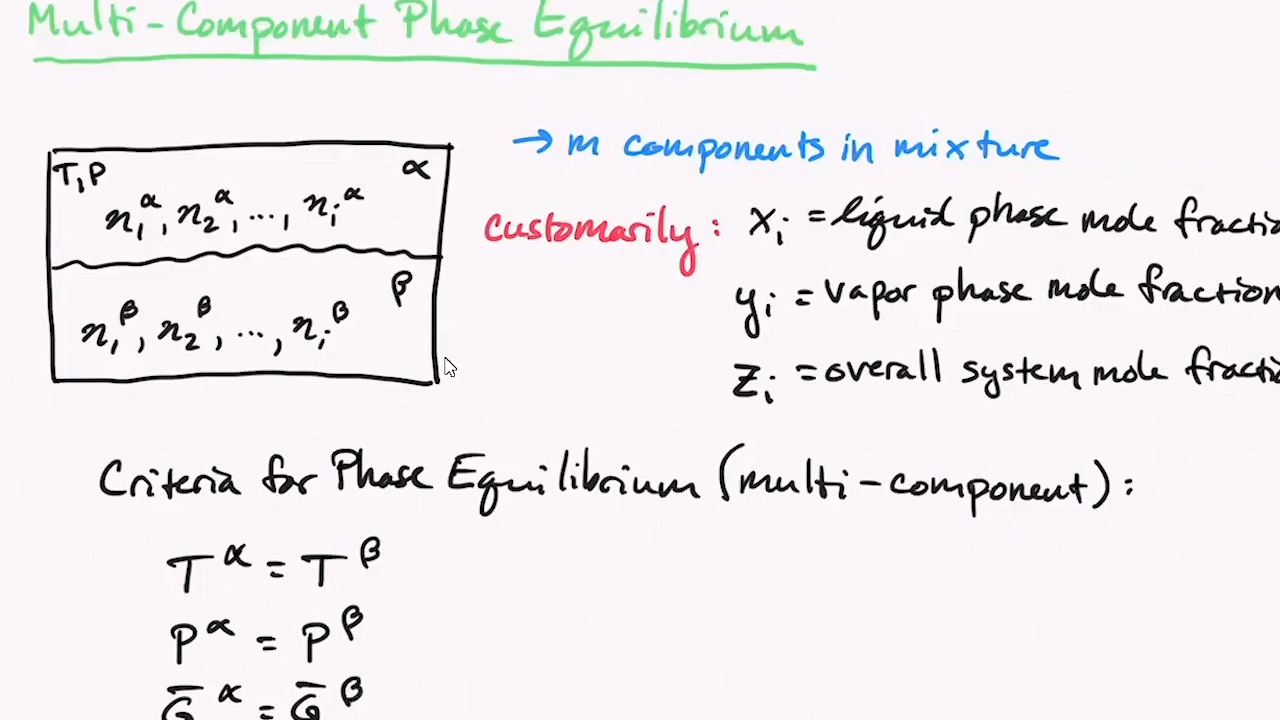 Multi-Component Phase Equilibrium
→ m components in mixture
T,P α
n₁^α, n₂^α, ..., nᵢ^α
β
n₁^β, n₂^β, ..., nᵢ^β
customarily: xᵢ = liquid phase mole fractio
yᵢ = vapor phase mole fraction
zᵢ = overall system mole fractio
Criteria for Phase Equilibrium (multi-component):
T^α = T^β
P^α = P^β
G̅^α = G̅^β